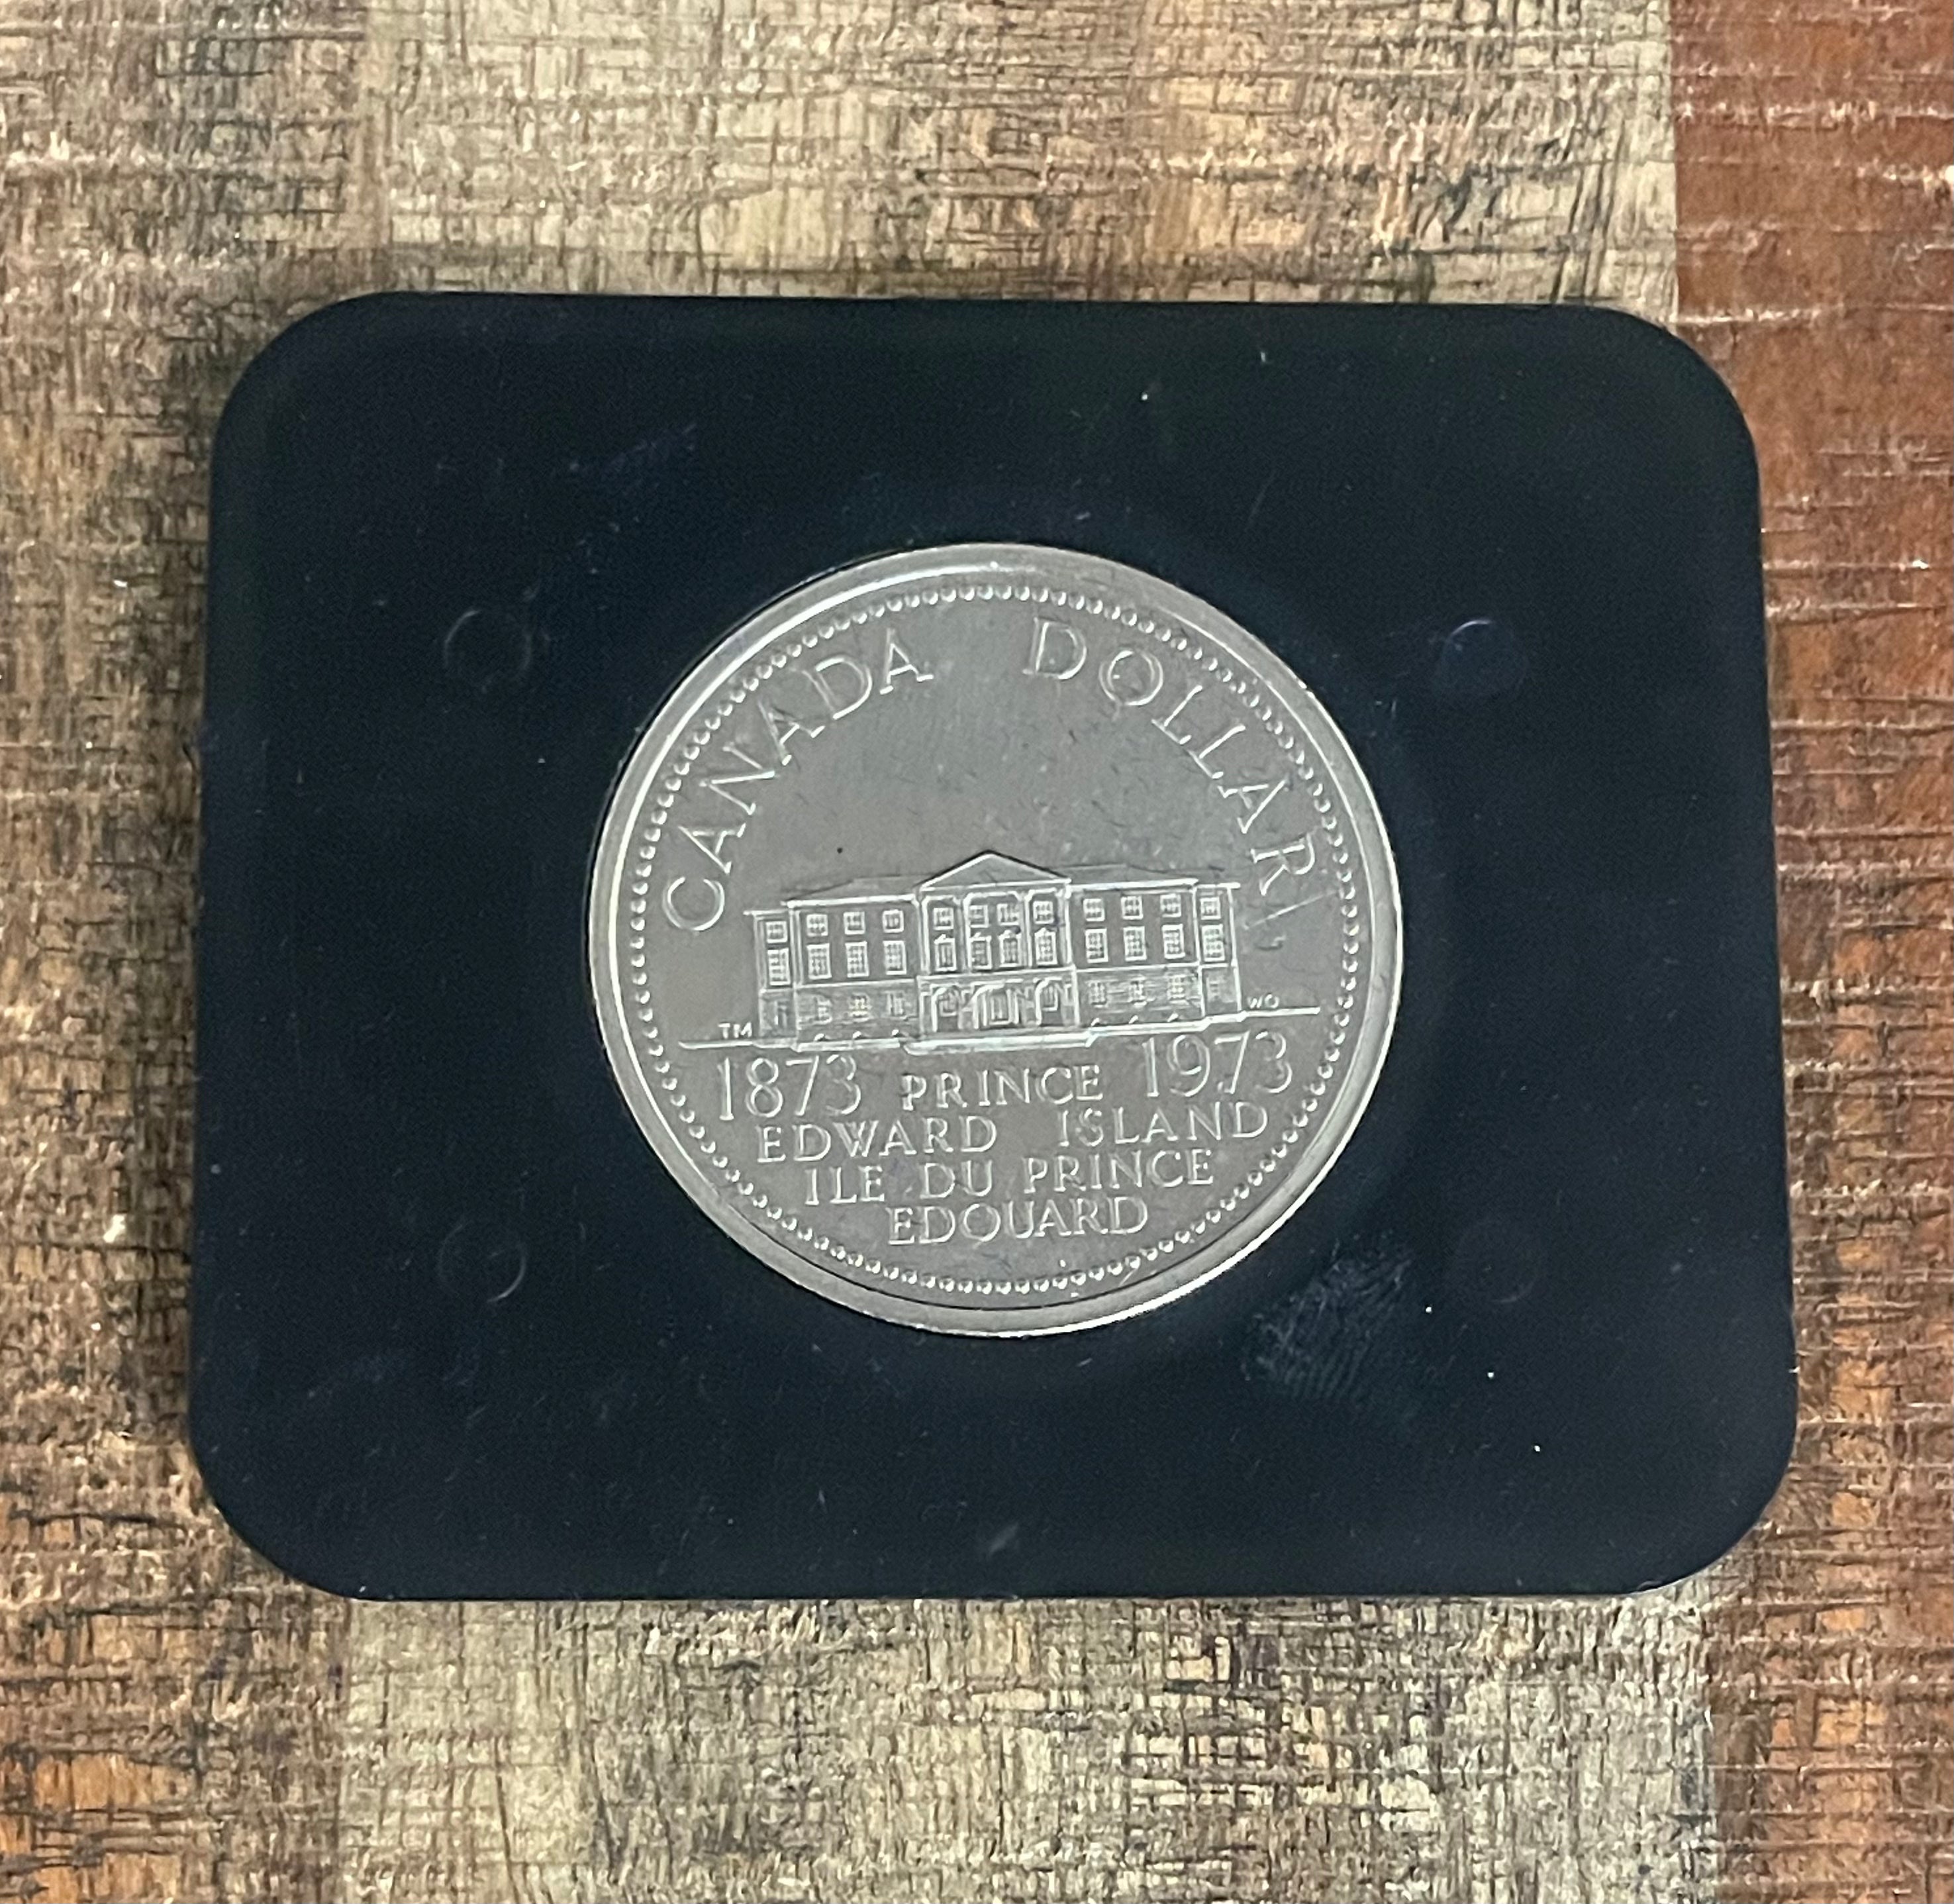 CANADA DOLLAR
TM
WO
1873 PRINCE 1973
EDWARD ISLAND
ILE DU PRINCE
EDOUARD